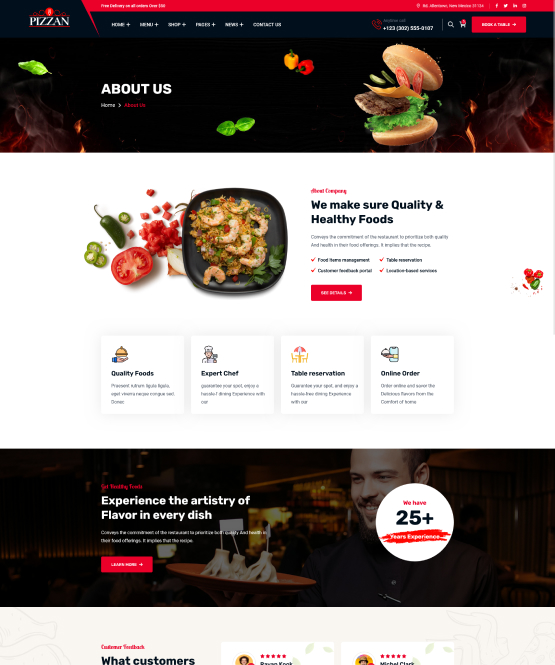 PIZZAN
Free Delivery on all orders Over $50
Rd. Allentown, New Mexico 31134
HOME +
MENU +
SHOP +
PAGES +
NEWS +
CONTACT US
+123 (302) 555-0107
BOOK A TABLE →
ABOUT US
Home > About Us
About Company
We make sure Quality &
Healthy Foods
Conveys the commitment of the restaurant to prioritize both quality
And health in their food offerings. It implies that the recipe.
Food Items management
Table reservation
Customer feedback portal
Location-based services
SEE DETAILS →
Quality Foods
Praesent rutrum ligula ligula,
eget viverra neque congue sed.
Donec
Expert Chef
guarantee your spot, enjoy a
hassle-f dining Experience with
our
Table reservation
Guarantee your spot, and enjoy a
hassle-free dining Experience
with our
Online Order
Order online and savor the
Delicious flavors from the
Comfort of home.
Eat Healthy Foods
Experience the artistry of
Flavor in every dish
Conveys the commitment of the restaurant to prioritize both quality And health in
their food offerings. It implies that the recipe.
LEARN MORE →
We have
25+
Years Experience
Customer Feedback
What customers